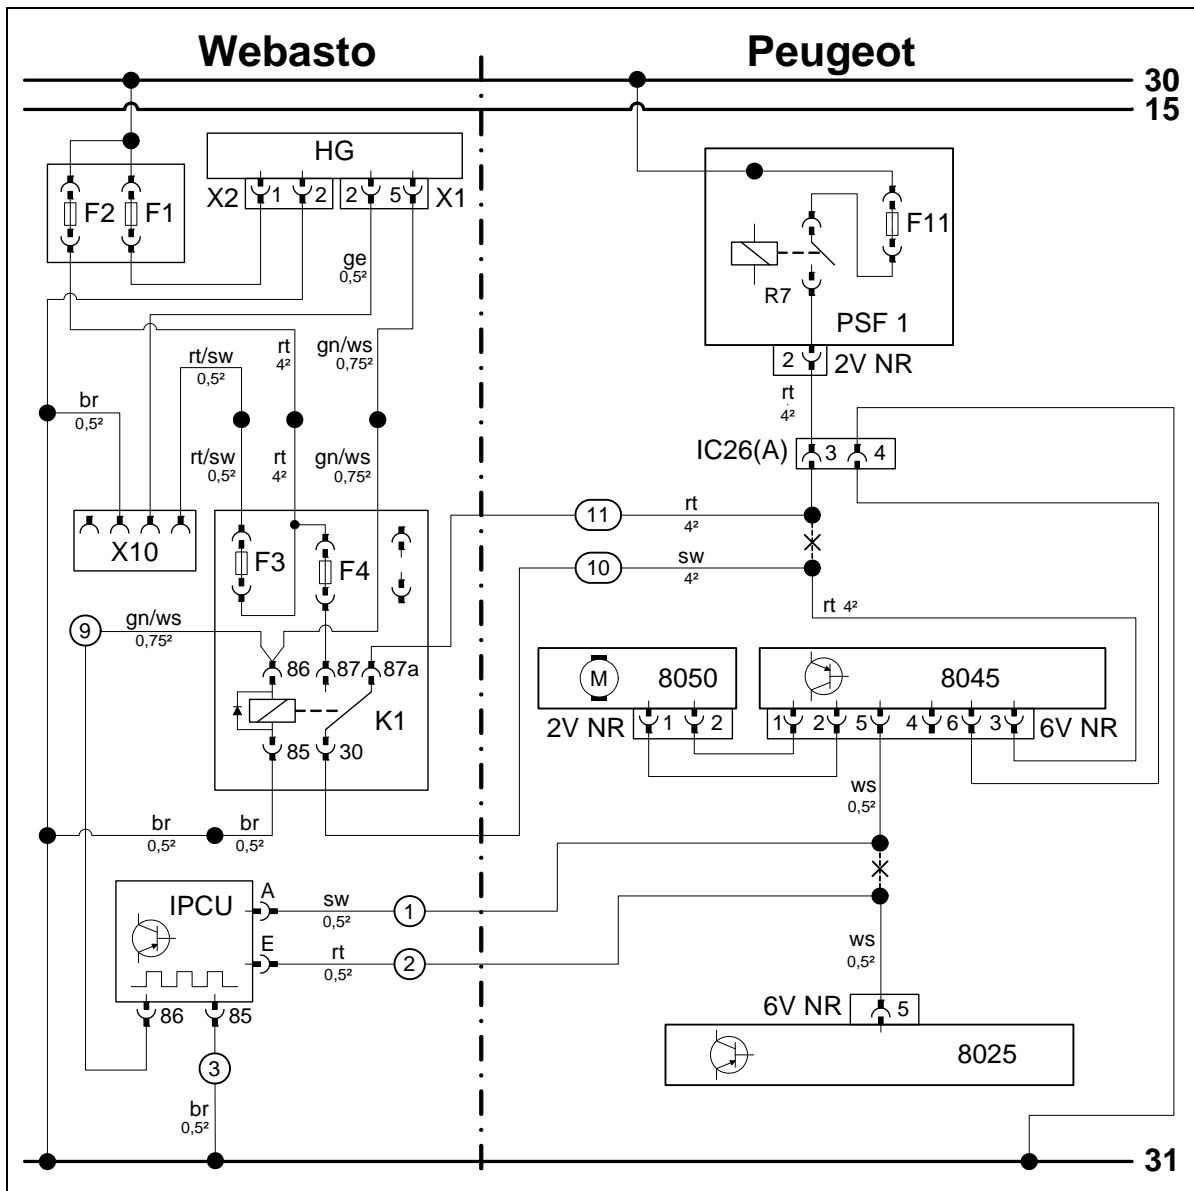 Webasto
Peugeot
30
15
HG
X2 1 2 2 5 X1
F2 F1
F11
R7
PSF 1
2 2V NR
ge
0,5²
rt/sw
0,5²
rt
4²
gn/ws
0,75²
br
0,5²
rt
4²
IC26(A) 3 4
rt/sw
0,5²
rt
4²
gn/ws
0,75²
X10
F3 F4
11
rt
4²
10
sw
4²
rt 4²
9
gn/ws
0,75²
86 87 87a
K1
85 30
M
8050
8045
2V NR 1 2
1 2 5 4 6 3 6V NR
ws
0,5²
br
0,5²
br
0,5²
IPCU
A
sw
0,5²
1
E
rt
0,5²
2
ws
0,5²
86 85
6V NR 5
3
8025
br
0,5²
31